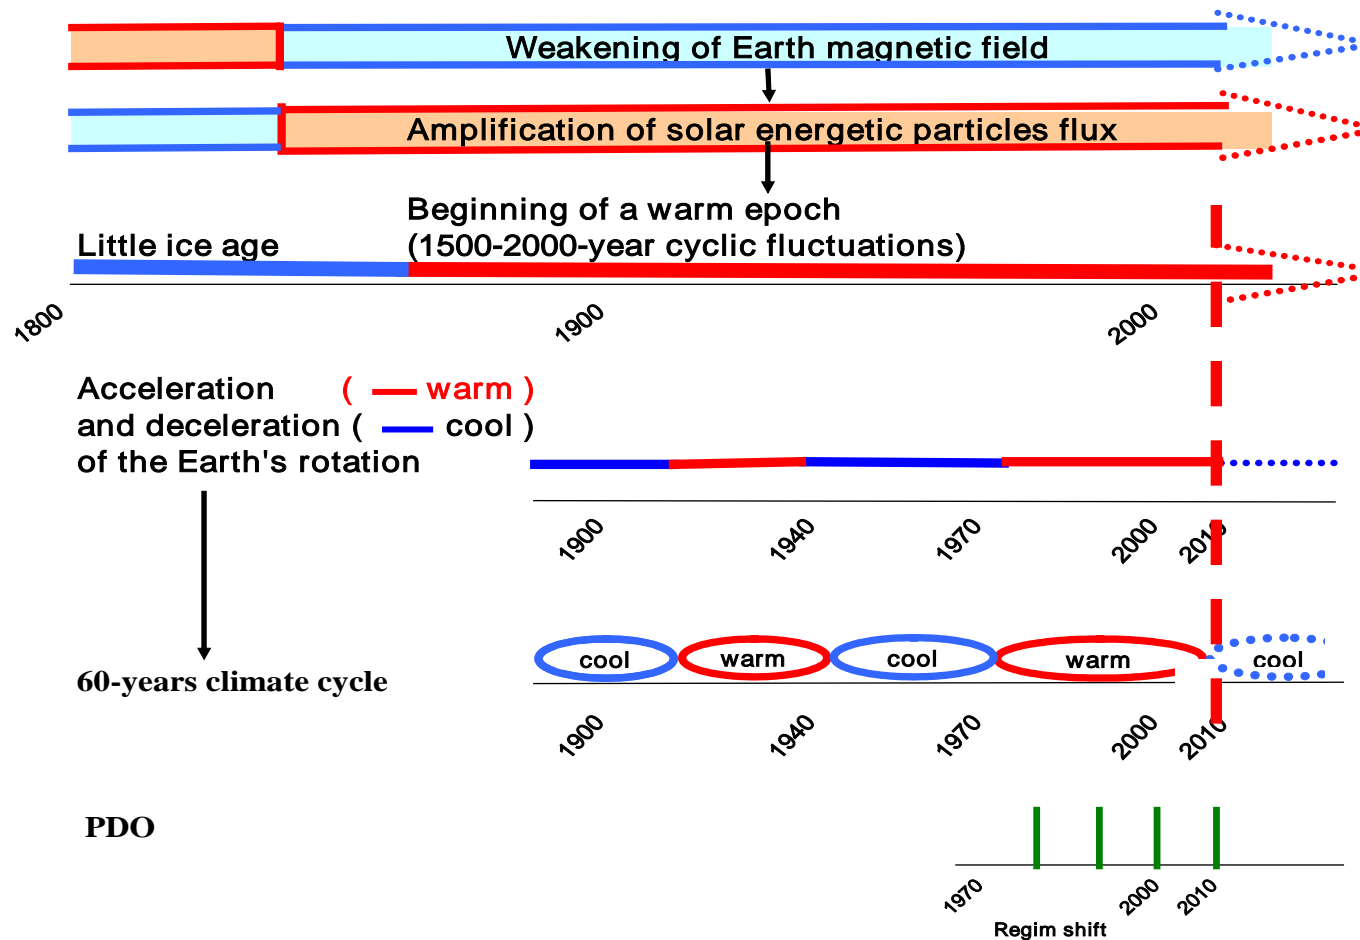 Weakening of Earth magnetic field
Amplification of solar energetic particles flux
Beginning of a warm epoch
Little ice age (1500-2000-year cyclic fluctuations)
1800 1900 2000
Acceleration ( warm )
and deceleration ( cool )
of the Earth's rotation
1900 1940 1970 2000 2010
cool warm cool warm cool
60-years climate cycle
1900 1940 1970 2000 2010
PDO
1970 2000 2010
Regim shift